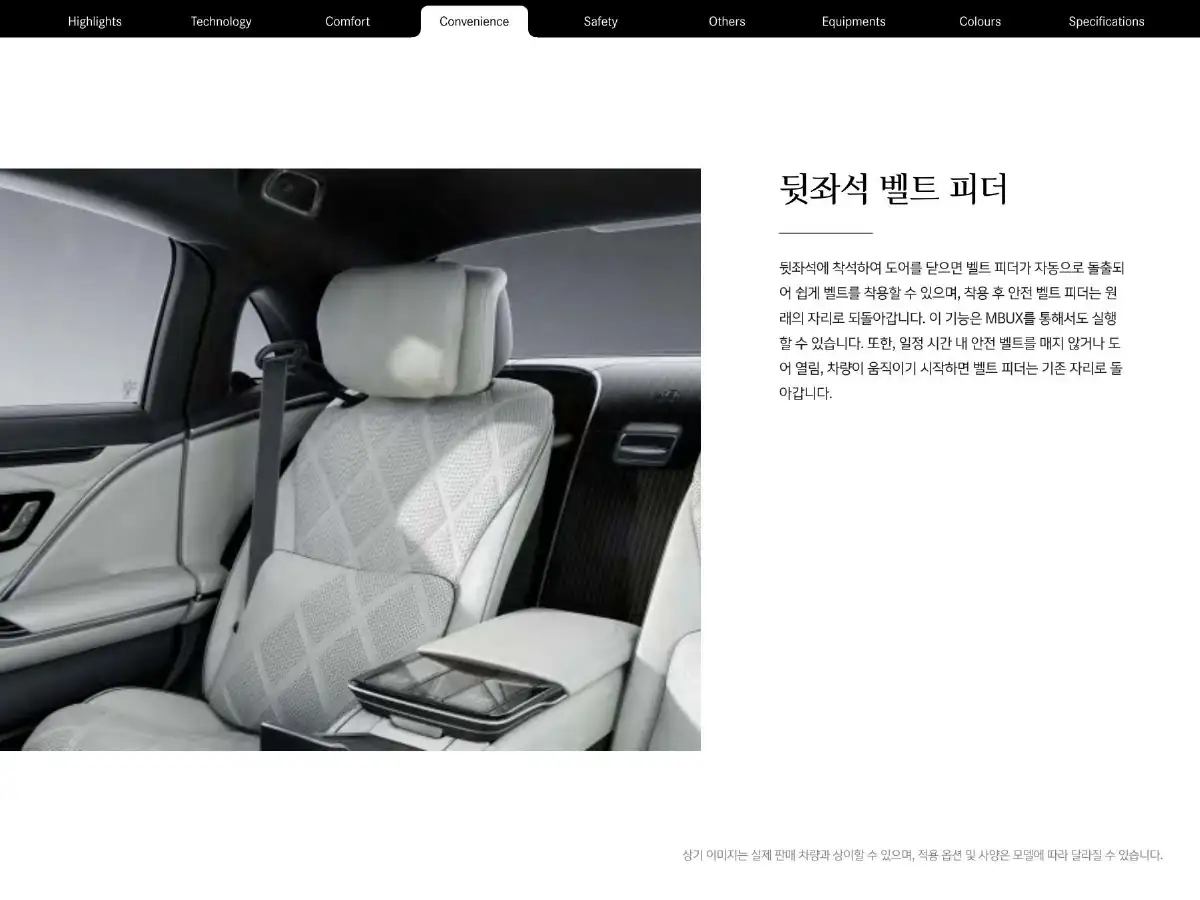 Highlights Technology Comfort Convenience Safety Others Equipments Colours Specifications
뒷좌석 벨트 피더
뒷좌석에 착석하여 도어를 닫으면 벨트 피더가 자동으로 돌출되
어 쉽게 벨트를 착용할 수 있으며, 착용 후 안전 벨트 피더는 원
래의 자리로 되돌아갑니다. 이 기능은 MBUX를 통해서도 실행
할 수 있습니다. 또한, 일정 시간 내 안전 벨트를 매지 않거나 도
어 열림, 차량이 움직이기 시작하면 벨트 피더는 기존 자리로 돌
아갑니다.
상기 이미지는 실제 판매 차량과 상이할 수 있으며, 적용 옵션 및 사양은 모델에 따라 달라질 수 있습니다.